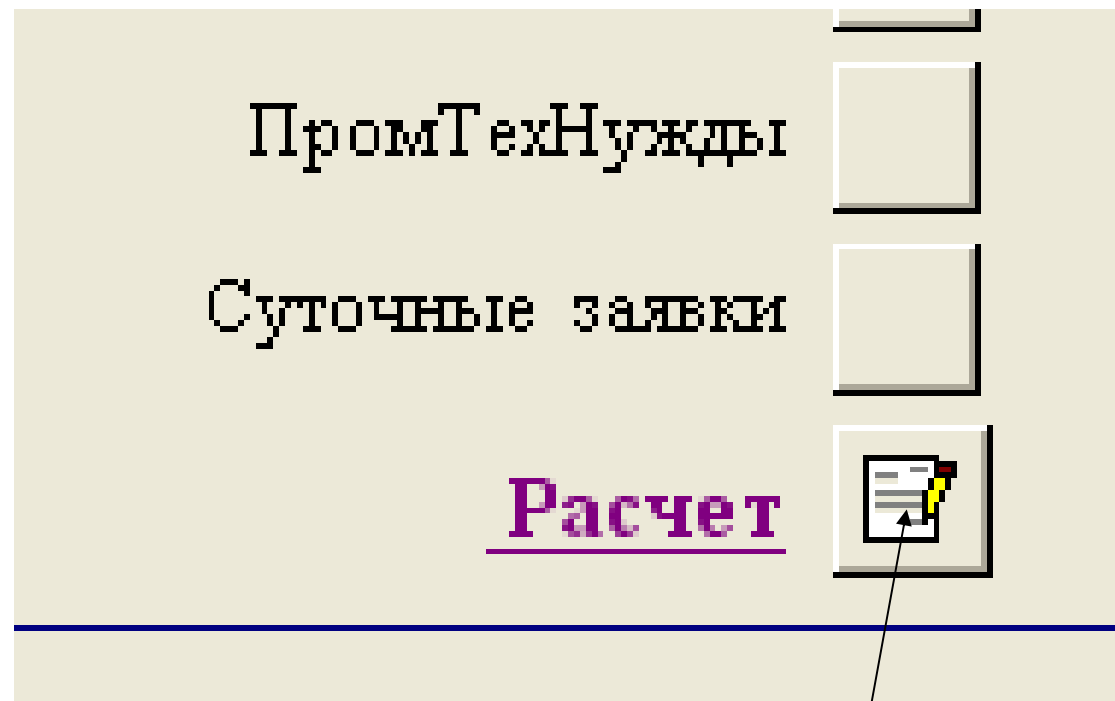 ПромТехНужды
Суточные заявки
Расчет